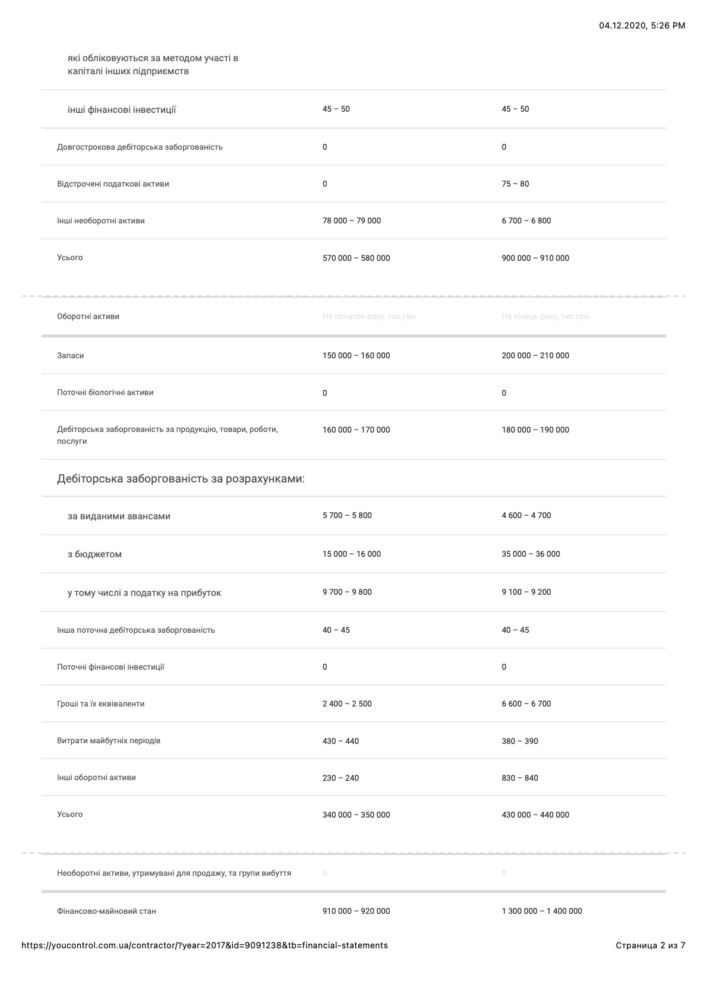 04.12.2020, 5:26 PM
які обліковуються за методом участі в
капіталі інших підприємств
інші фінансові інвестиції 45 – 50 45 – 50
Довгострокова дебіторська заборгованість 0 0
Відстрочені податкові активи 0 75 – 80
Інші необоротні активи 78 000 – 79 000 6 700 – 6 800
Усього 570 000 – 580 000 900 000 – 910 000
Оборотні активи На початок року, тис.грн. На кінець року, тис.грн.
Запаси 150 000 – 160 000 200 000 – 210 000
Поточні біологічні активи 0 0
Дебіторська заборгованість за продукцію, товари, роботи, 160 000 – 170 000 180 000 – 190 000
послуги
Дебіторська заборгованість за розрахунками:
за виданими авансами 5 700 – 5 800 4 600 – 4 700
з бюджетом 15 000 – 16 000 35 000 – 36 000
у тому числі з податку на прибуток 9 700 – 9 800 9 100 – 9 200
Інша поточна дебіторська заборгованість 40 – 45 40 – 45
Поточні фінансові інвестиції 0 0
Гроші та їх еквіваленти 2 400 – 2 500 6 600 – 6 700
Витрати майбутніх періодів 430 – 440 380 – 390
Інші оборотні активи 230 – 240 830 – 840
Усього 340 000 – 350 000 430 000 – 440 000
Необоротні активи, утримувані для продажу, та групи вибуття 0 0
Фінансово-майновий стан 910 000 – 920 000 1 300 000 – 1 400 000
https://youcontrol.com.ua/contractor/?year=2017&id=9091238&tb=financial-statements Страница 2 из 7